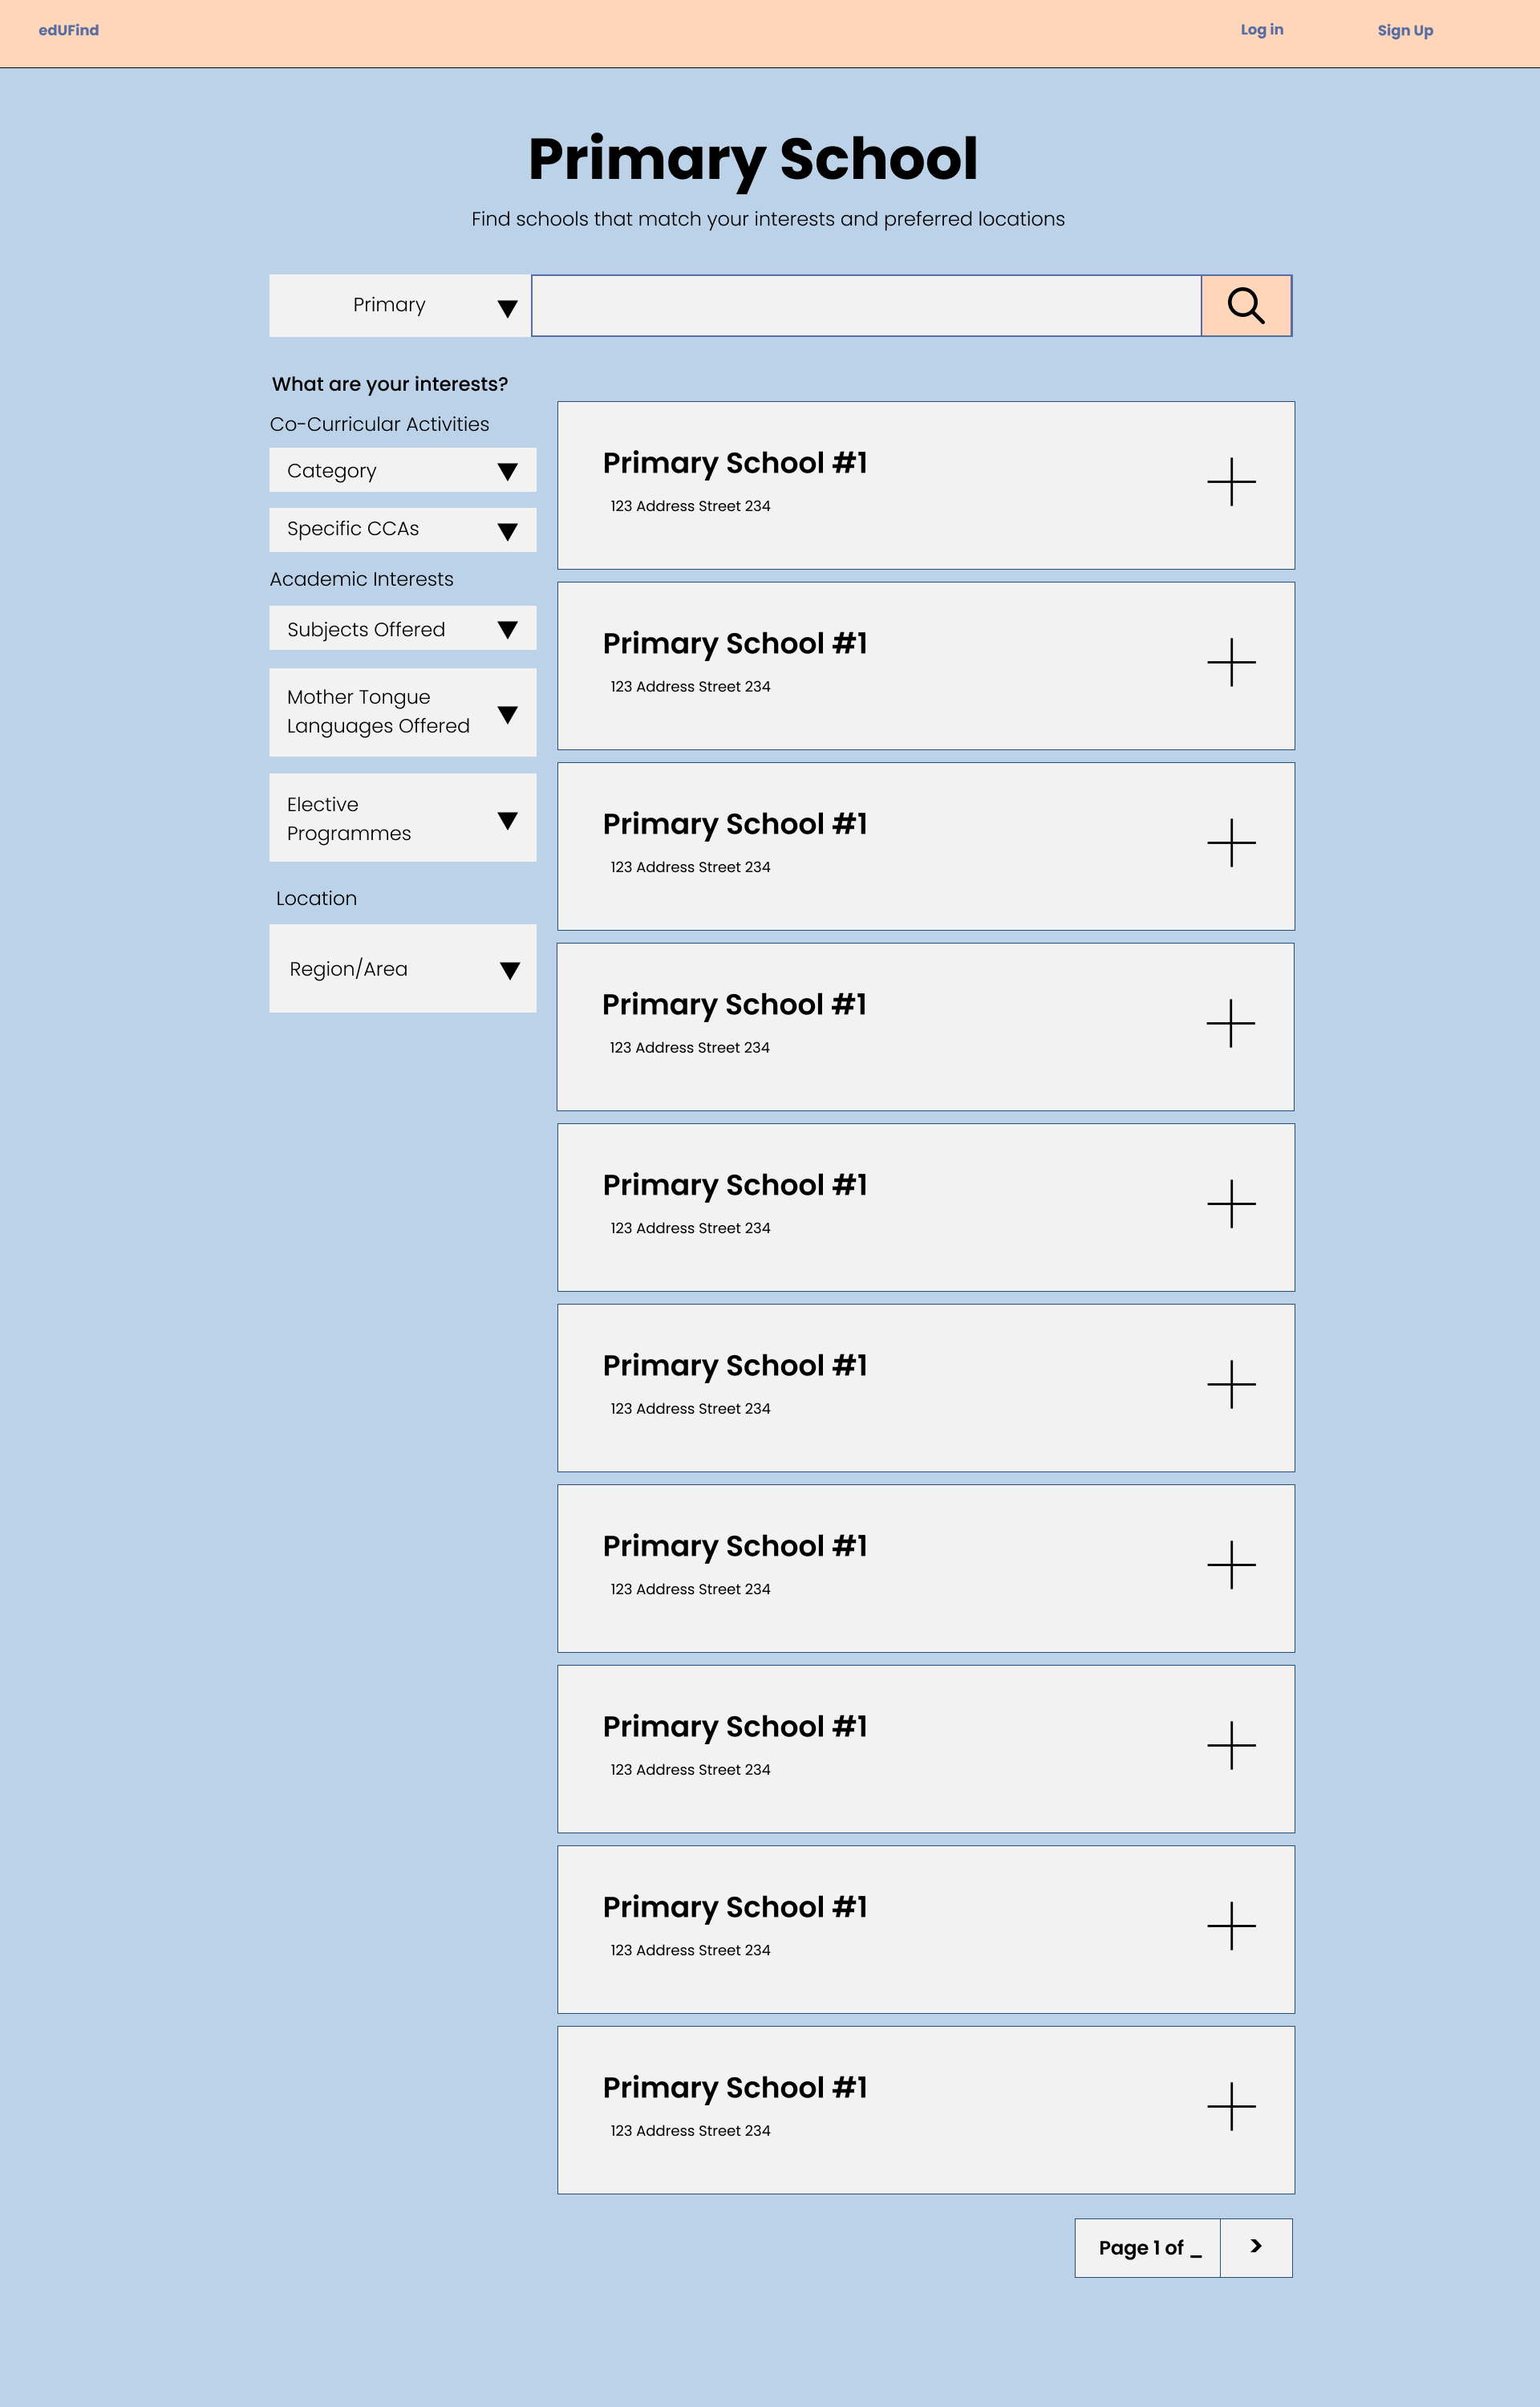 edUFind
Log in
Sign Up
Primary School
Find schools that match your interests and preferred locations
Primary
What are your interests?
Co-Curricular Activities
Category
Specific CCAs
Academic Interests
Subjects Offered
Mother Tongue
Languages Offered
Elective
Programmes
Location
Region/Area
Primary School #1
123 Address Street 234
Primary School #1
123 Address Street 234
Primary School #1
123 Address Street 234
Primary School #1
123 Address Street 234
Primary School #1
123 Address Street 234
Primary School #1
123 Address Street 234
Primary School #1
123 Address Street 234
Primary School #1
123 Address Street 234
Primary School #1
123 Address Street 234
Primary School #1
123 Address Street 234
Page 1 of _
>